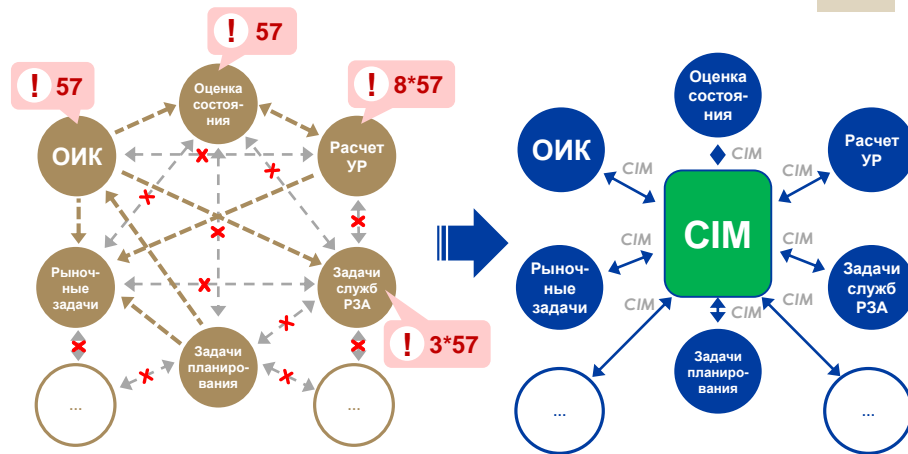 ! 57
! 57
! 8*57
Оценка
состоя-
ния
ОИК
Расчет
УР
Рыноч-
ные
задачи
Задачи
служб
РЗА
! 3*57
Задачи
планиро-
вания
...
...
Оценка
состоя-
ния
ОИК
CIM
CIM
CIM
Расчет
УР
CIM
Рыноч-
ные
задачи
CIM
CIM
Задачи
служб
РЗА
CIM
CIM
CIM
Задачи
планиро-
вания
...
...